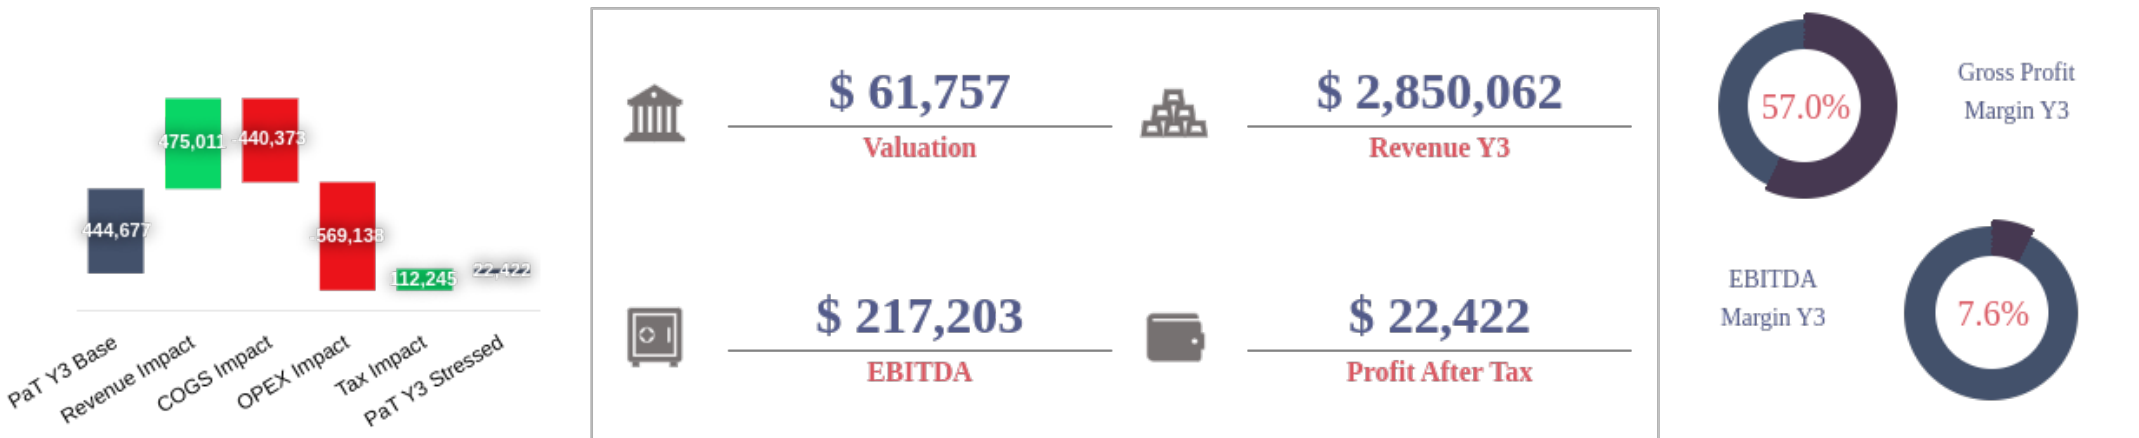 444,677
475,011
-440,373
-569,138
112,245
22,422
PaT Y3 Base
Revenue Impact
COGS Impact
OPEX Impact
Tax Impact
PaT Y3 Stressed
$ 61,757
Valuation
$ 2,850,062
Revenue Y3
$ 217,203
EBITDA
$ 22,422
Profit After Tax
57.0%
Gross Profit
Margin Y3
EBITDA
Margin Y3
7.6%